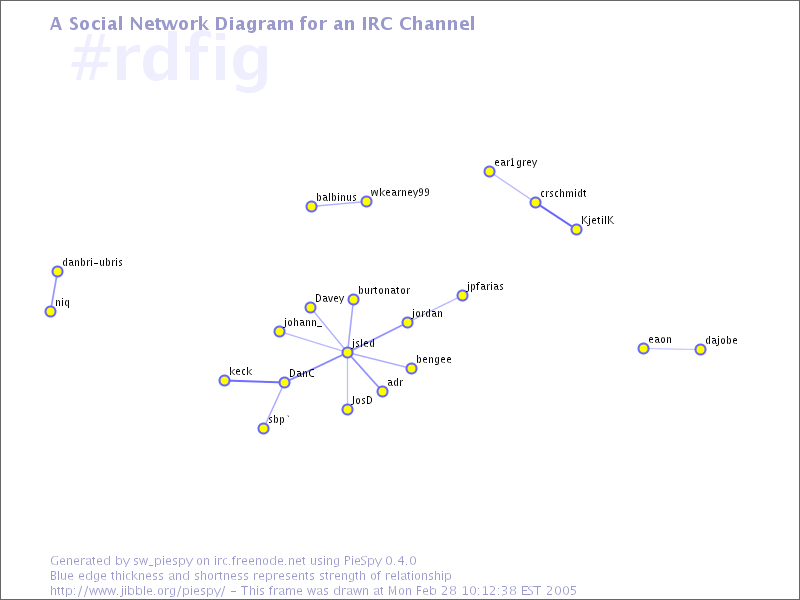 A Social Network Diagram for an IRC Channel
#rdfig
ear1grey
balbinus
wkearney99
crschmidt
KjetilK
danbri-ubris
niq
burtonator
jpfarias
Davey
jordan
johann_
jsled
eaon
dajobe
bengee
keck
DanC
adr
JosD
sbp`
Generated by sw_piespy on irc.freenode.net using PieSpy 0.4.0
Blue edge thickness and shortness represents strength of relationship
http://www.jibble.org/piespy/ - This frame was drawn at Mon Feb 28 10:12:38 EST 2005